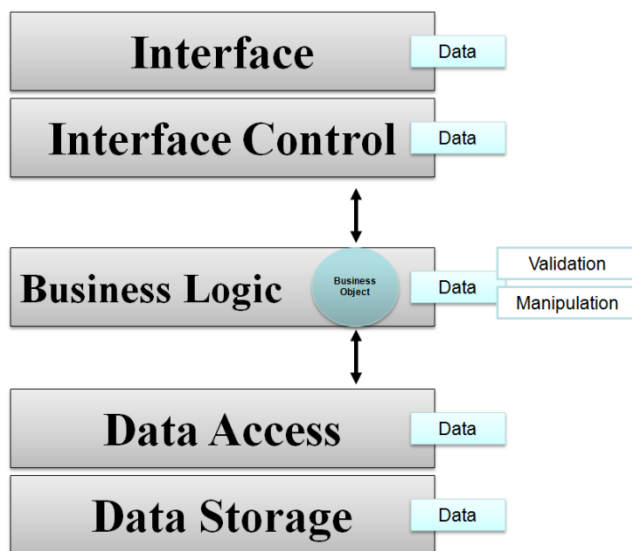 Interface
Data
Interface Control
Data
Business Logic
Business
Object
Data
Validation
Manipulation
Data Access
Data
Data Storage
Data